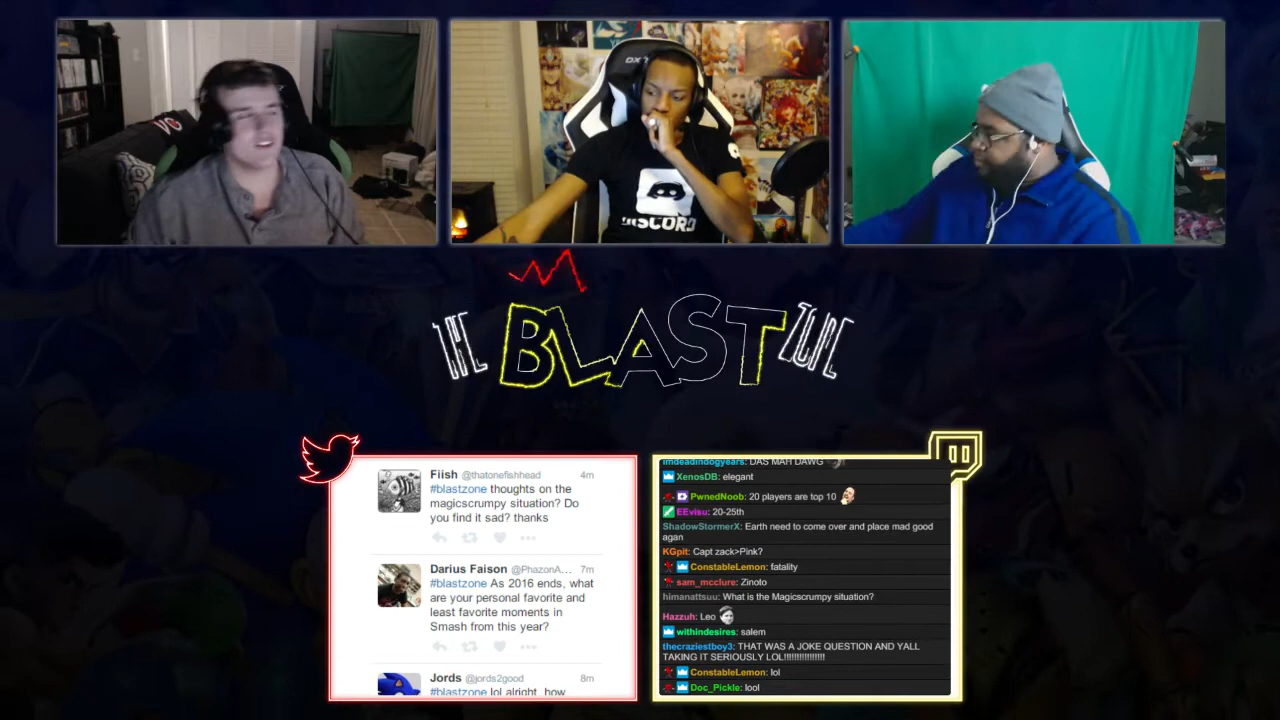 DISCORD
THE BLAST ZONE
Fiish @thatonefishhead 4m
#blastzone thoughts on the
magicscrumpy situation? Do
you find it sad? thanks
Darius Faison @PhazonA... 7m
#blastzone As 2016 ends, what
are your personal favorite and
least favorite moments in
Smash from this year?
Jords @jords2good 8m
#blastzone lol alright, how
imdeadindogyears: DAS MAH DAWG
XenosDB: elegant
PwnedNoob: 20 players are top 10
EEvisu: 20-25th
ShadowStormerX: Earth need to come over and place mad good
agan
KGpit: Capt zack>Pink?
ConstableLemon: fatality
sam_mcclure: Zinoto
himanattsuu: What is the Magicscrumpy situation?
Hazzuh: Leo
withindesires: salem
thecraziestboy3: THAT WAS A JOKE QUESTION AND YALL
TAKING IT SERIOUSLY LOL!!!!!!!!!!!!!!!!
ConstableLemon: lol
Doc_Pickle: lool